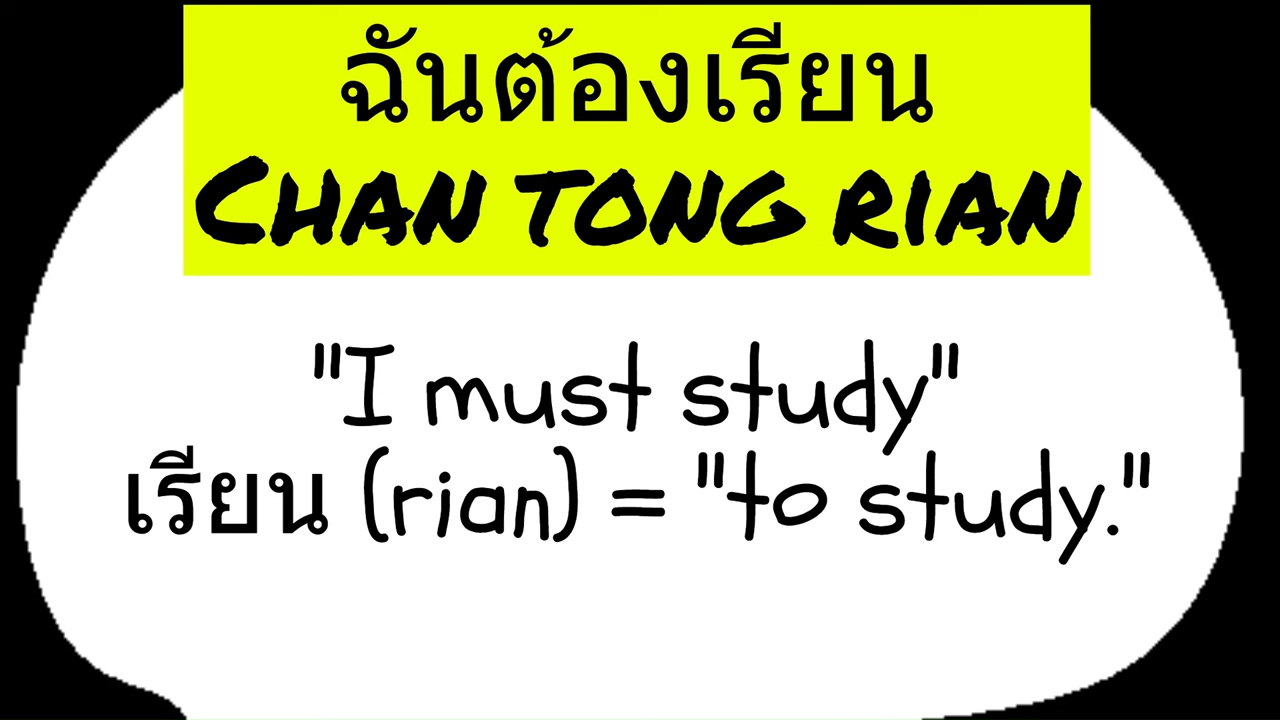 ฉันต้องเรียน
CHAN TONG RIAN
"I must study"
เรียน (rian) = "to study."